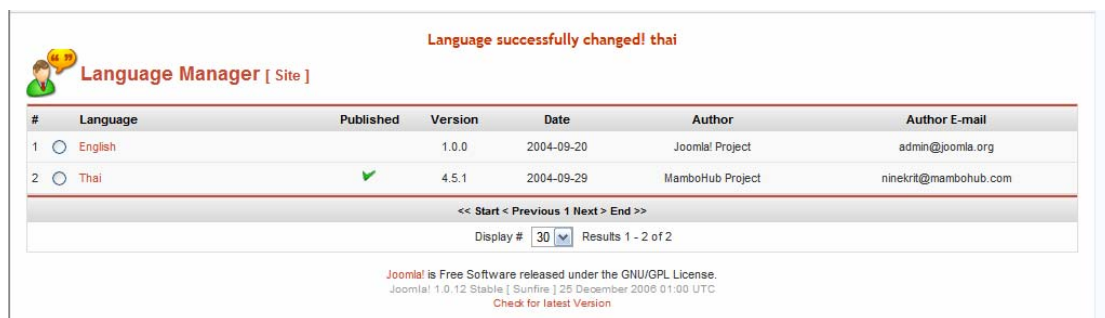 Language successfully changed! thai
“ ”
Language Manager [ Site ]
# Language Published Version Date Author Author E-mail
1 English 1.0.0 2004-09-20 Joomla! Project admin@joomla.org
2 Thai 4.5.1 2004-09-29 MamboHub Project ninekrit@mambohub.com
<< Start < Previous 1 Next > End >>
Display # 30 Results 1 - 2 of 2
Joomla! is Free Software released under the GNU/GPL License.
Joomla! 1.0.12 Stable [ Sunfire ] 25 December 2006 01:00 UTC
Check for latest Version